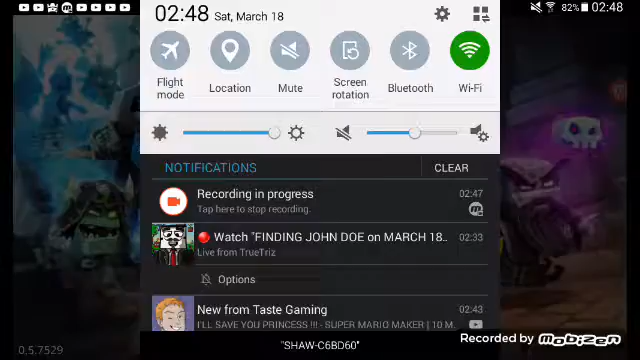 02:48 Sat, March 18
82% 02:48
Flight mode
Location
Mute
Screen rotation
Bluetooth
Wi-Fi
NOTIFICATIONS
CLEAR
Recording in progress 02:47
Tap here to stop recording.
Watch "FINDING JOHN DOE on MARCH 18.. 02:33
Live from TrueTriz
Options
New from Taste Gaming 02:43
I'LL SAVE YOU PRINCESS !!! - SUPER MARIO MAKER | 10 M..
Recorded by Mobizen
"SHAW-C6BD60"
0.5.7529